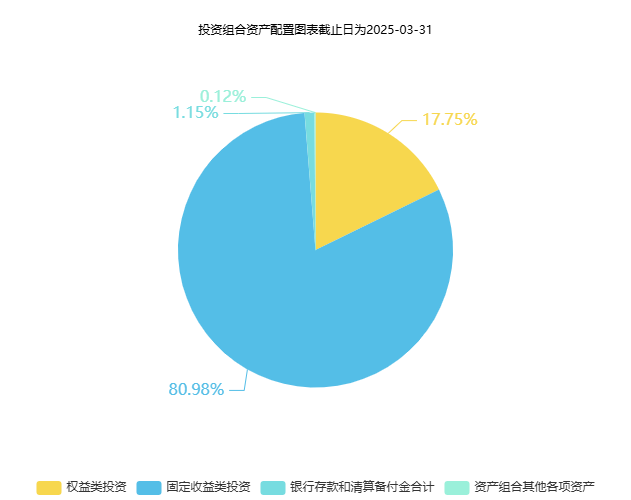 投资组合资产配置图表截止日为2025-03-31
0.12%
1.15%
17.75%
80.98%
权益类投资 固定收益类投资 银行存款和清算备付金合计 资产组合其他各项资产